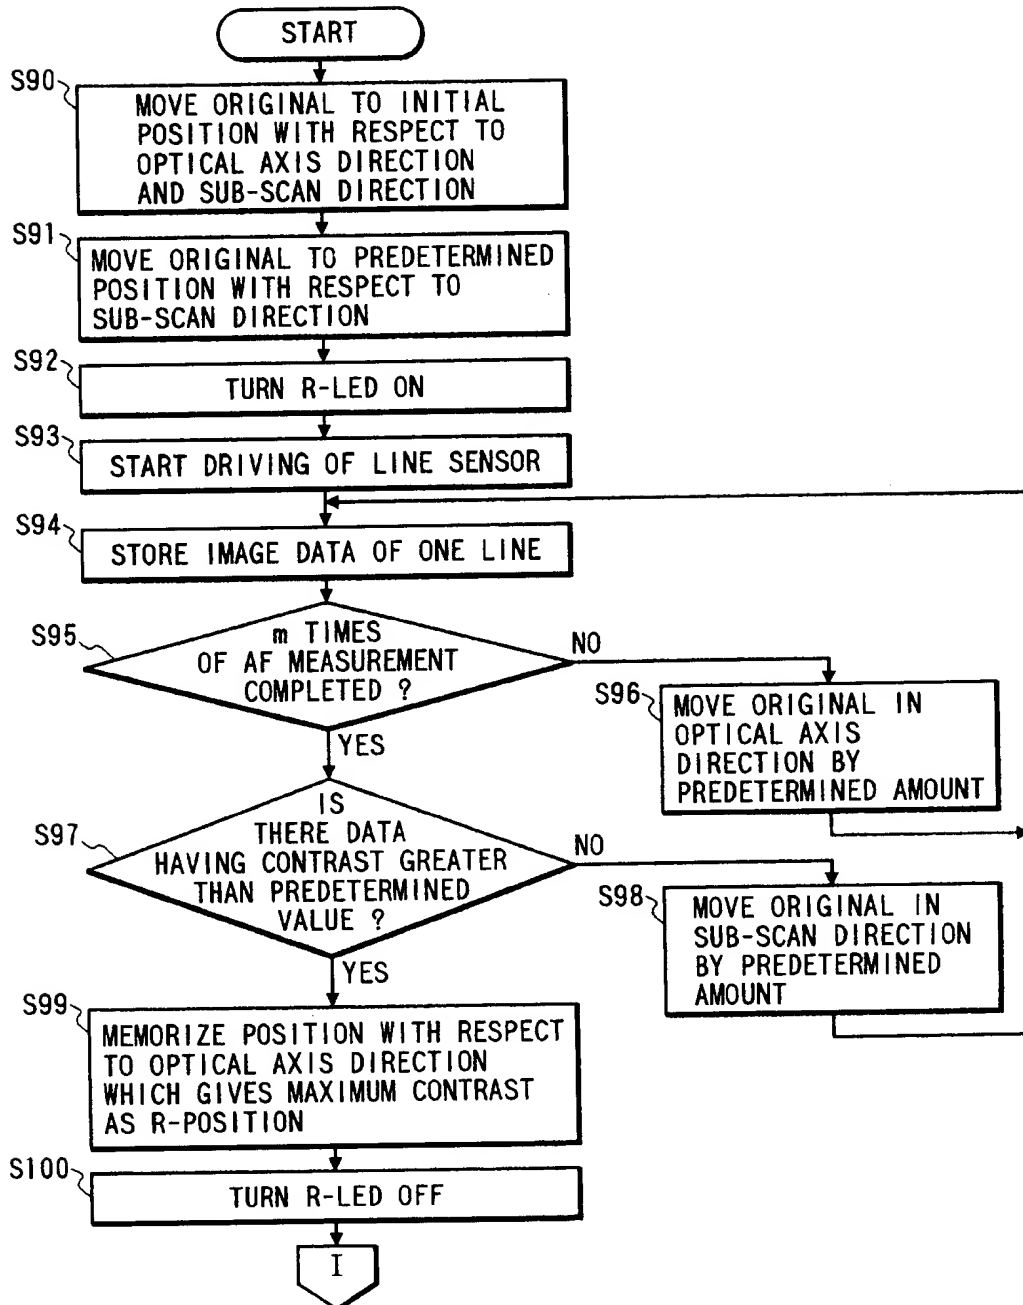 START
S90
MOVE ORIGINAL TO INITIAL
POSITION WITH RESPECT TO
OPTICAL AXIS DIRECTION
AND SUB-SCAN DIRECTION
S91
MOVE ORIGINAL TO PREDETERMINED
POSITION WITH RESPECT TO
SUB-SCAN DIRECTION
S92
TURN R-LED ON
S93
START DRIVING OF LINE SENSOR
S94
STORE IMAGE DATA OF ONE LINE
S95
m TIMES
OF AF MEASUREMENT
COMPLETED ?
NO
YES
S96
MOVE ORIGINAL IN
OPTICAL AXIS
DIRECTION BY
PREDETERMINED AMOUNT
S97
IS
THERE DATA
HAVING CONTRAST GREATER
THAN PREDETERMINED
VALUE ?
NO
YES
S98
MOVE ORIGINAL IN
SUB-SCAN DIRECTION
BY PREDETERMINED
AMOUNT
S99
MEMORIZE POSITION WITH RESPECT
TO OPTICAL AXIS DIRECTION
WHICH GIVES MAXIMUM CONTRAST
AS R-POSITION
S100
TURN R-LED OFF
I